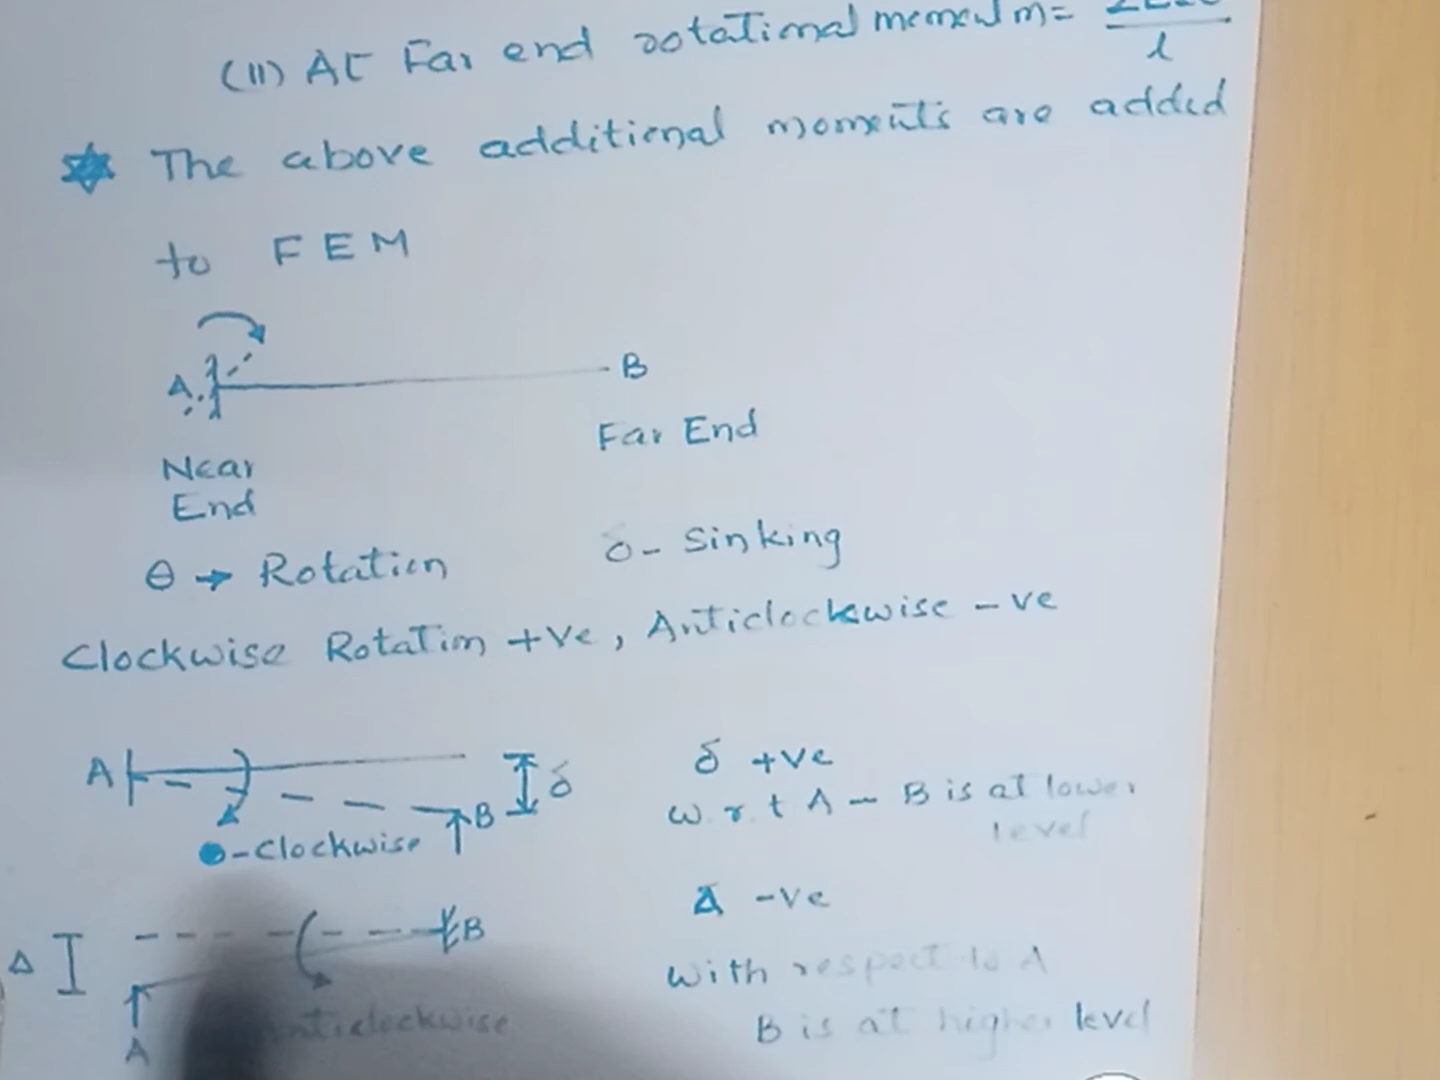 (II) At Far end rotational moment m=
l
The above additional moments are added
to FEM
A B
Far End
Near
End
θ → Rotation δ - Sinking
Clockwise Rotation +ve, Anticlockwise -ve
A δ δ +ve
B w.r.t A - B is at lower
level
θ-Clockwise
Δ -ve
B
Δ With respect to A
Anticlockwise B is at higher level
A